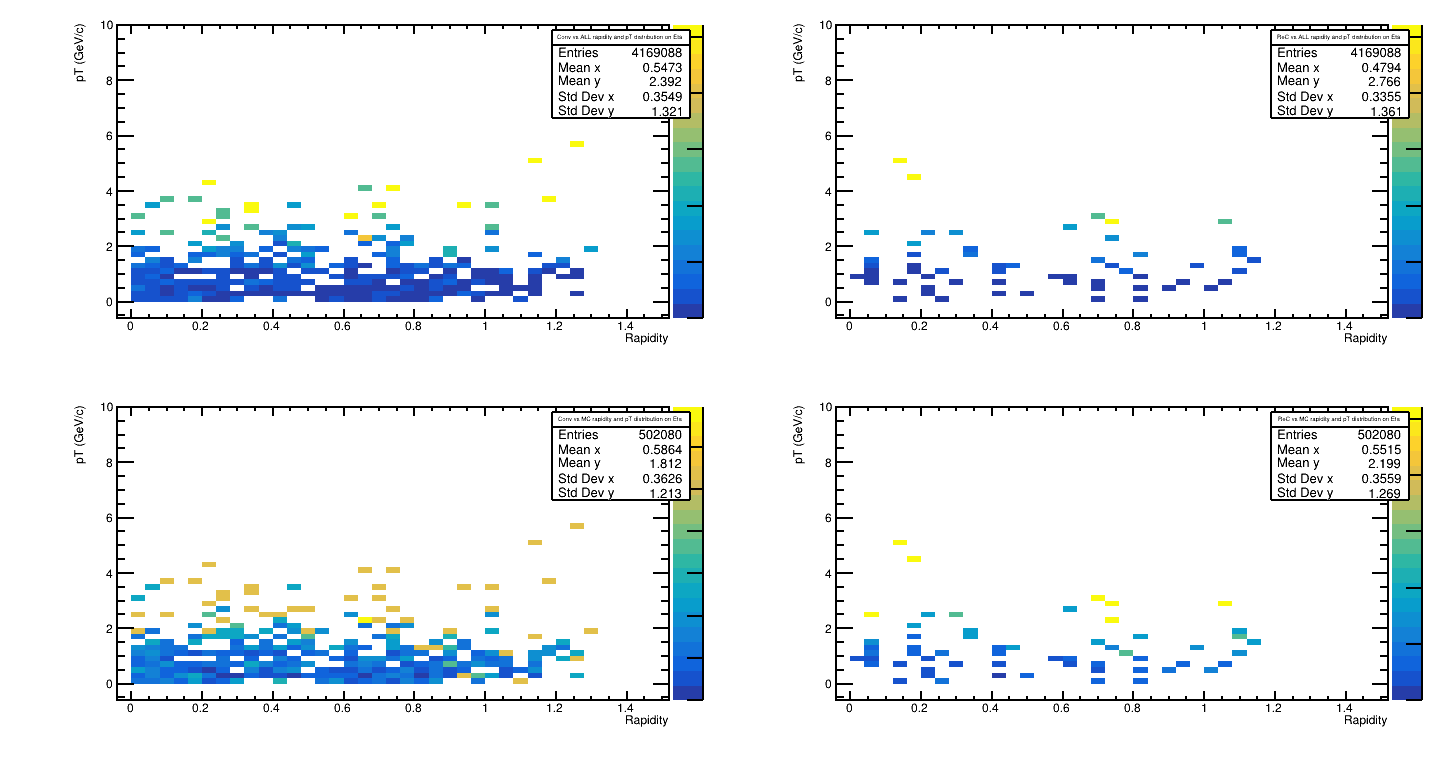 Conv vs ALL rapidity and pT distribution on Eta
Entries 4169088
Mean x 0.5473
Mean y 2.392
Std Dev x 0.3549
Std Dev y 1.321
pT (GeV/c)
10
8
6
4
2
0
0 0.2 0.4 0.6 0.8 1 1.2 1.4
Rapidity
ReC vs ALL rapidity and pT distribution on Eta
Entries 4169088
Mean x 0.4794
Mean y 2.766
Std Dev x 0.3355
Std Dev y 1.361
pT (GeV/c)
10
8
6
4
2
0
0 0.2 0.4 0.6 0.8 1 1.2 1.4
Rapidity
Conv vs MC rapidity and pT distribution on Eta
Entries 502080
Mean x 0.5864
Mean y 1.812
Std Dev x 0.3626
Std Dev y 1.213
pT (GeV/c)
10
8
6
4
2
0
0 0.2 0.4 0.6 0.8 1 1.2 1.4
Rapidity
ReC vs MC rapidity and pT distribution on Eta
Entries 502080
Mean x 0.5515
Mean y 2.199
Std Dev x 0.3559
Std Dev y 1.269
pT (GeV/c)
10
8
6
4
2
0
0 0.2 0.4 0.6 0.8 1 1.2 1.4
Rapidity